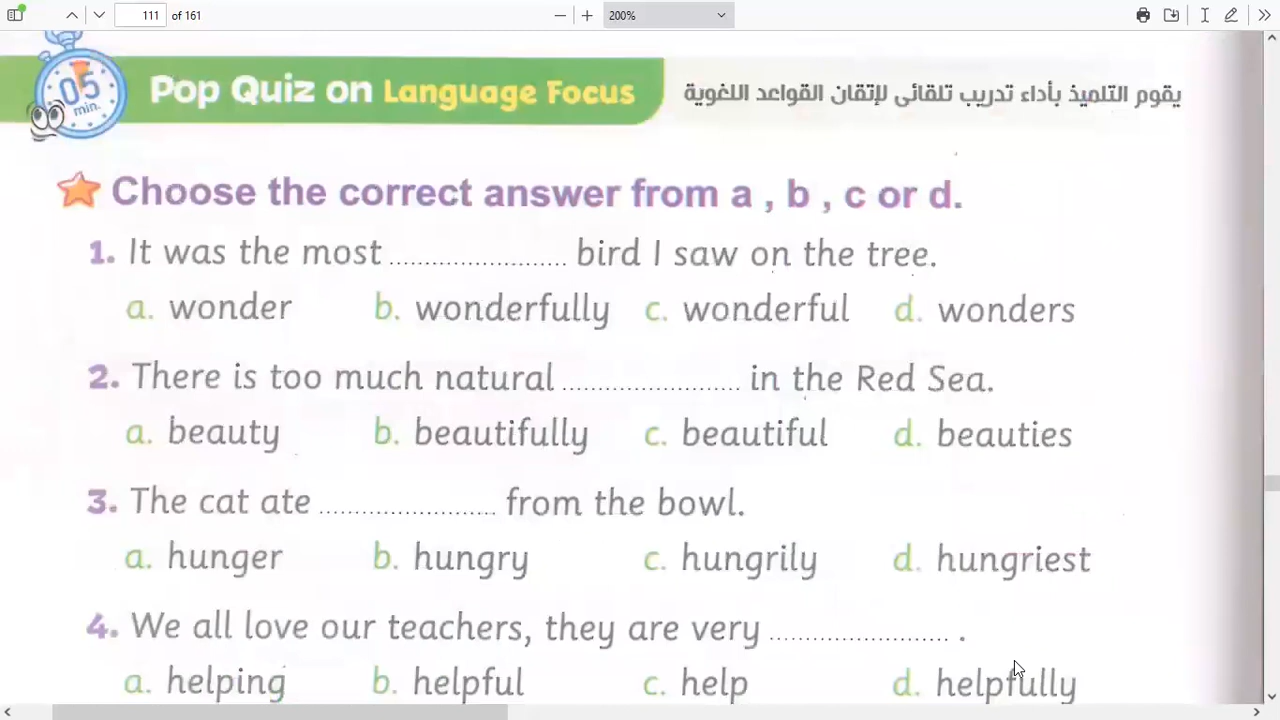 111 of 161
200%
05
min.
Pop Quiz on Language Focus
يقوم التلميذ بأداء تدريب تلقائى لإتقان القواعد اللغوية
Choose the correct answer from a , b , c or d.
1. It was the most ...................... bird I saw on the tree.
a. wonder b. wonderfully c. wonderful d. wonders
2. There is too much natural ...................... in the Red Sea.
a. beauty b. beautifully c. beautiful d. beauties
3. The cat ate ...................... from the bowl.
a. hunger b. hungry c. hungrily d. hungriest
4. We all love our teachers, they are very ...................... .
a. helping b. helpful c. help d. helpfully